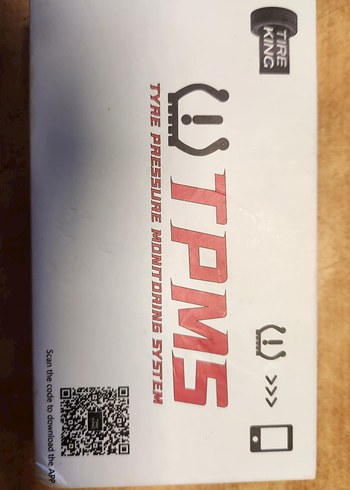 TIRE
KING
TPMS
TYRE PRESSURE MONITORING SYSTEM
Scan the code to download the APP